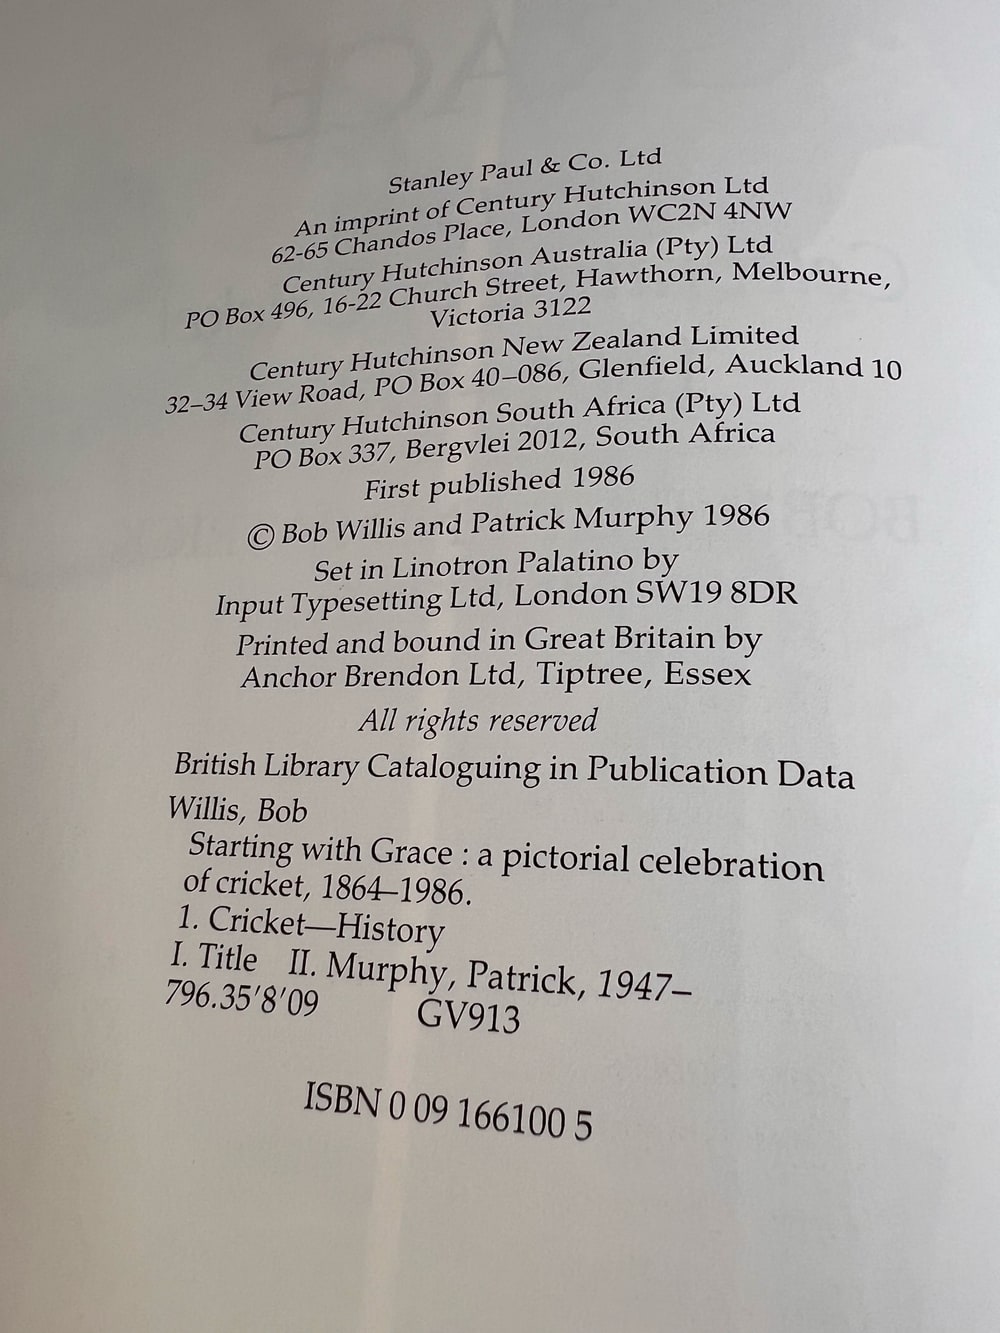 Stanley Paul & Co. Ltd
An imprint of Century Hutchinson Ltd
62-65 Chandos Place, London WC2N 4NW
Century Hutchinson Australia (Pty) Ltd
PO Box 496, 16-22 Church Street, Hawthorn, Melbourne,
Victoria 3122
Century Hutchinson New Zealand Limited
32–34 View Road, PO Box 40–086, Glenfield, Auckland 10
Century Hutchinson South Africa (Pty) Ltd
PO Box 337, Bergvlei 2012, South Africa
First published 1986
© Bob Willis and Patrick Murphy 1986
Set in Linotron Palatino by
Input Typesetting Ltd, London SW19 8DR
Printed and bound in Great Britain by
Anchor Brendon Ltd, Tiptree, Essex
All rights reserved
British Library Cataloguing in Publication Data
Willis, Bob
Starting with Grace : a pictorial celebration
of cricket, 1864–1986.
1. Cricket—History
I. Title II. Murphy, Patrick, 1947–
796.35'8'09 GV913
ISBN 0 09 166100 5